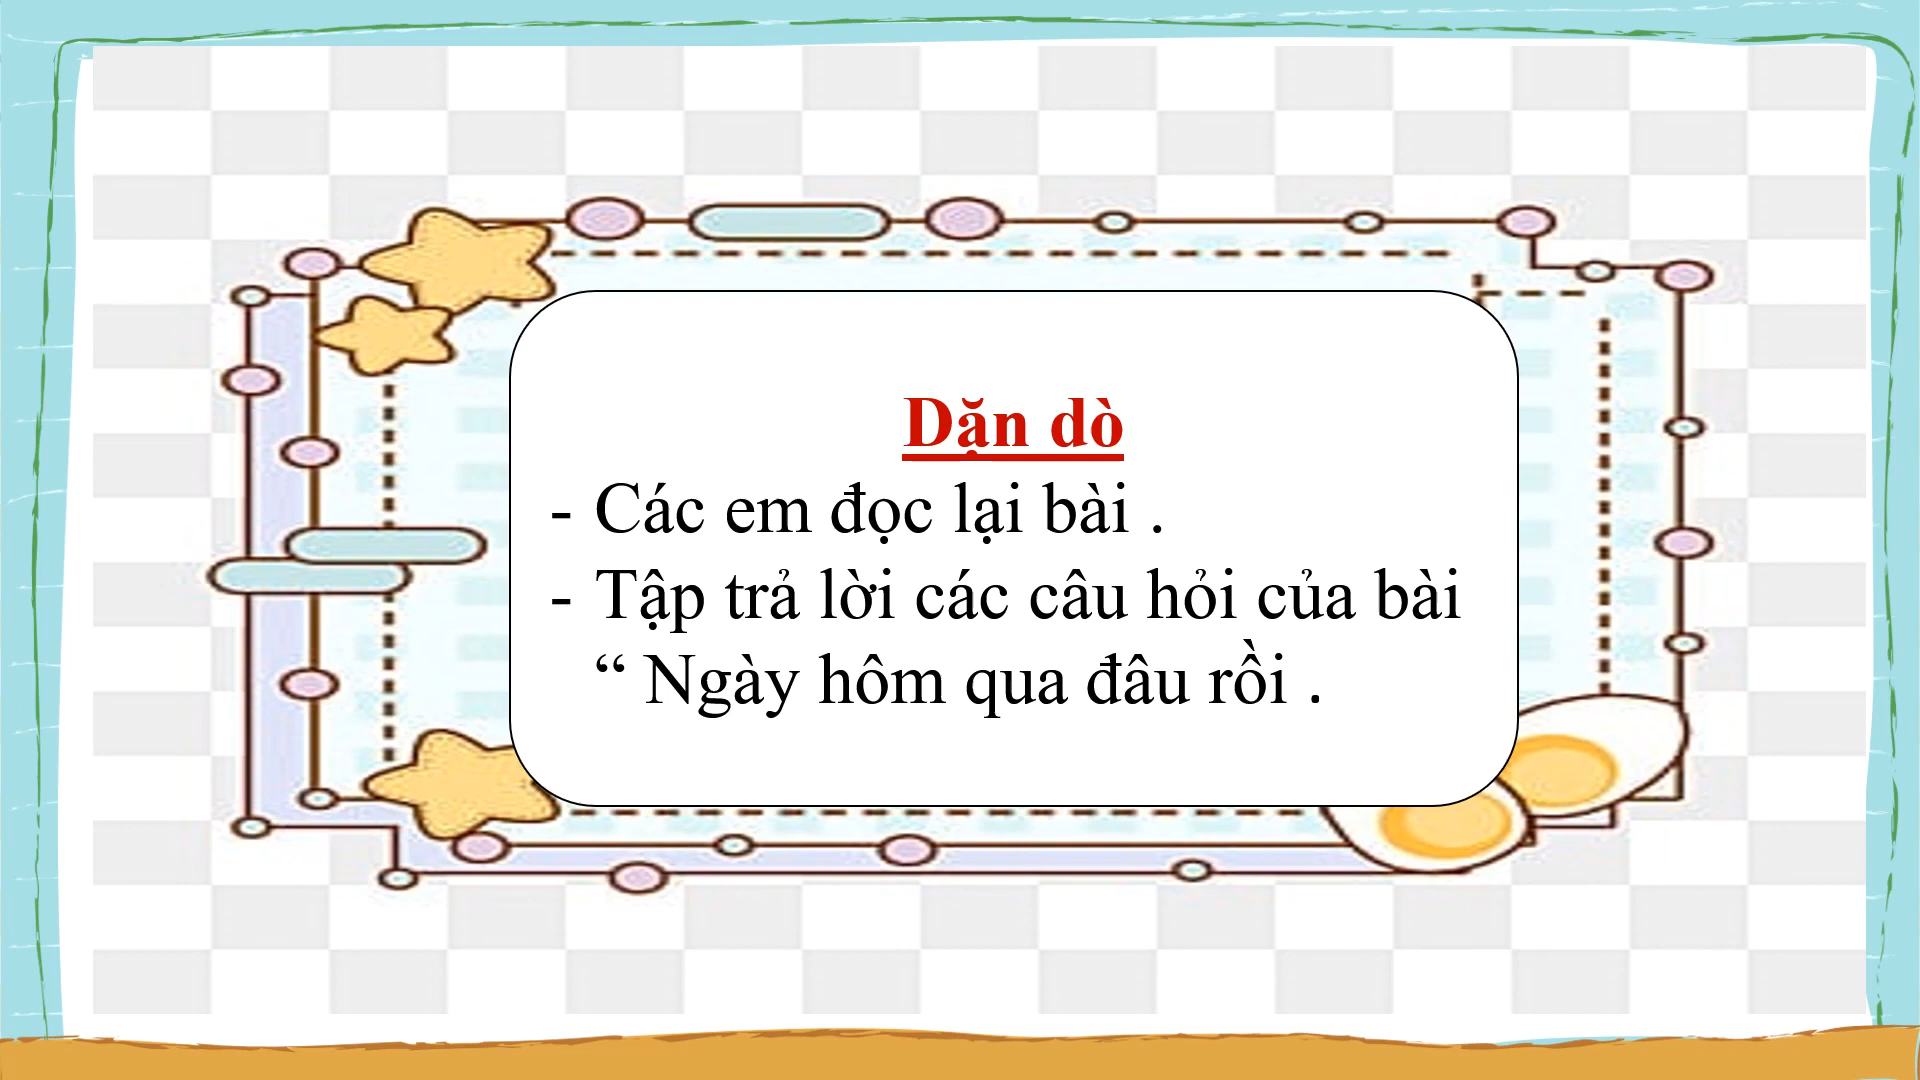 Dặn dò
- Các em đọc lại bài .
- Tập trả lời các câu hỏi của bài
“ Ngày hôm qua đâu rồi .